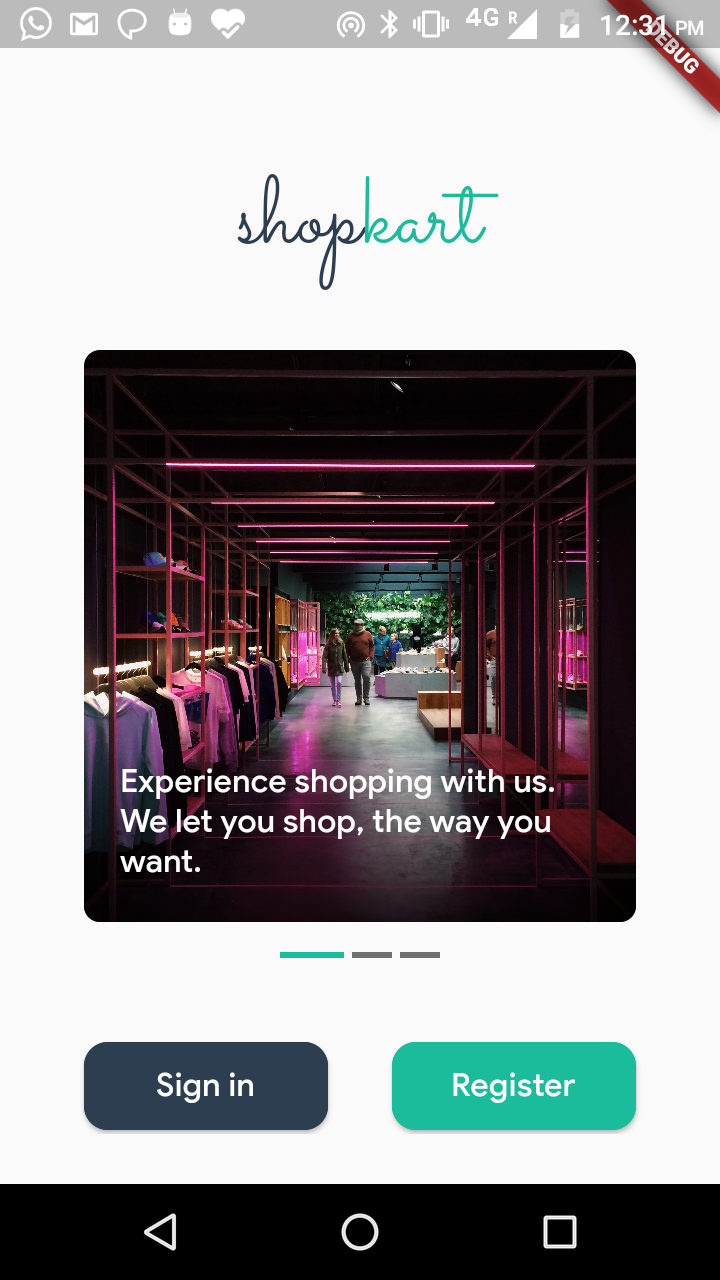 4G R 12:31 PM
DEBUG
shopkart
Experience shopping with us.
We let you shop, the way you
want.
Sign in
Register